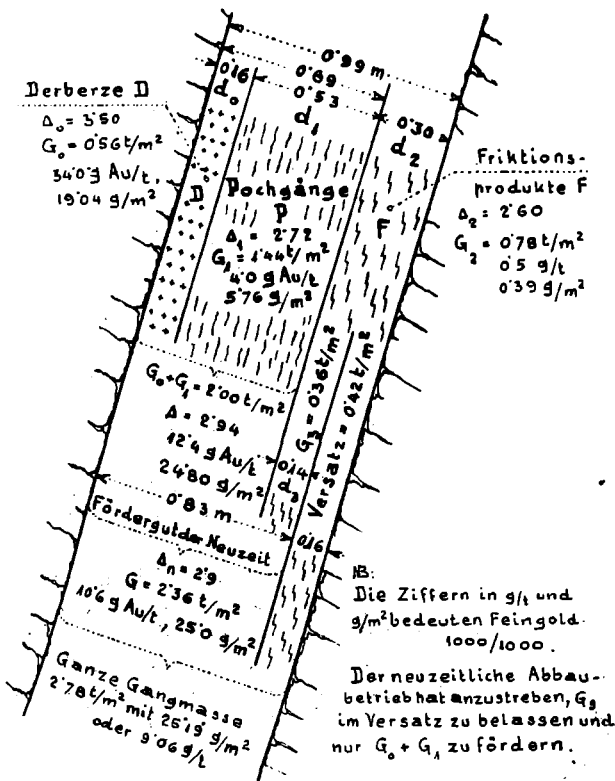 0'99 m
0'69
0'16
d₀
0'53
d₁
0'30
d₂
Derberze D
Δ₀ = 3'50
G₀ = 0'56 t/m²
34'0 g Au/t,
19'04 g/m²
D
Pochgänge
P
Δ₁ = 2'72
G₁ = 1'44 t/m²
4'0 g Au/t
5'76 g/m²
F
Friktions-
produkte F
Δ₂ = 2'60
G₂ = 0'78 t/m²
0'5 g/t
0'39 g/m²
G₀ + G₁ = 2'00 t/m²
Δ = 2'94
12'4 g Au/t
24'80 g/m²
G₃ = 0'36 t/m²
Versatz = 0'42 t/m²
0'14
d₃
0'83 m
0'16
Fördergut der Neuzeit
Δn = 2'9
G = 2'36 t/m²
10'6 g Au/t, 25'0 g/m²
Ganze Gangmasse
2'78 t/m² mit 25'19 g/m²
oder 9'06 g/t
NB:
Die Ziffern in g/t und
g/m² bedeuten Feingold
1000/1000.
Der neuzeitliche Abbau-
betrieb hat anzustreben, G₃
im Versatz zu belassen und
nur G₀ + G₁ zu fördern.